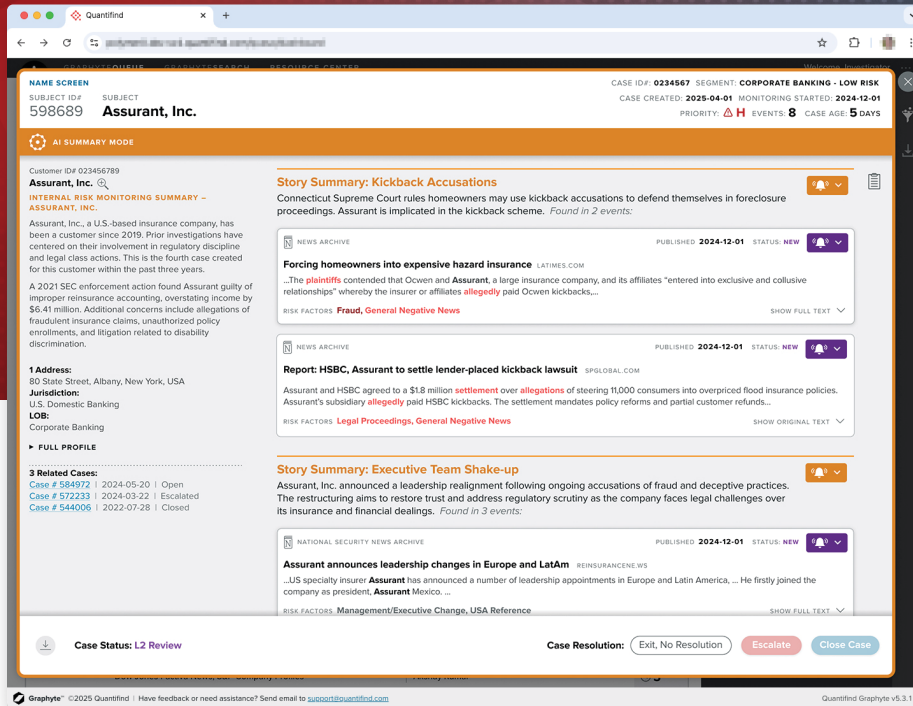 Quantifind
GRAPHYTEQUEUE GRAPHYTESEARCH RESOURCE CENTER Welcome, Investigator
NAME SCREEN
SUBJECT ID# SUBJECT
598689 Assurant, Inc.
CASE ID#: 0234567 SEGMENT: CORPORATE BANKING - LOW RISK
CASE CREATED: 2025-04-01 MONITORING STARTED: 2024-12-01
PRIORITY: H EVENTS: 8 CASE AGE: 5 DAYS
AI SUMMARY MODE
Customer ID# 023456789
Assurant, Inc.
INTERNAL RISK MONITORING SUMMARY –
ASSURANT, INC.
Assurant, Inc., a U.S.-based insurance company, has
been a customer since 2019. Prior investigations have
centered on their involvement in regulatory discipline
and legal class actions. This is the fourth case created
for this customer within the past three years.
A 2021 SEC enforcement action found Assurant guilty of
improper reinsurance accounting, overstating income by
$6.41 million. Additional concerns include allegations of
fraudulent insurance claims, unauthorized policy
enrollments, and litigation related to disability
discrimination.
1 Address:
80 State Street, Albany, New York, USA
Jurisdiction:
U.S. Domestic Banking
LOB:
Corporate Banking
FULL PROFILE
3 Related Cases:
Case # 584972 | 2024-05-20 | Open
Case # 572233 | 2024-03-22 | Escalated
Case # 544006 | 2022-07-28 | Closed
Story Summary: Kickback Accusations
Connecticut Supreme Court rules homeowners may use kickback accusations to defend themselves in foreclosure
proceedings. Assurant is implicated in the kickback scheme. Found in 2 events:
NEWS ARCHIVE PUBLISHED 2024-12-01 STATUS: NEW
Forcing homeowners into expensive hazard insurance LATIMES.COM
...The plaintiffs contended that Ocwen and Assurant, a large insurance company, and its affiliates “entered into exclusive and collusive
relationships” whereby the insurer or affiliates allegedly paid Ocwen kickbacks,...
RISK FACTORS Fraud, General Negative News SHOW FULL TEXT
NEWS ARCHIVE PUBLISHED 2024-12-01 STATUS: NEW
Report: HSBC, Assurant to settle lender-placed kickback lawsuit SPGLOBAL.COM
Assurant and HSBC agreed to a $1.8 million settlement over allegations of steering 11,000 consumers into overpriced flood insurance policies.
Assurant's subsidiary allegedly paid HSBC kickbacks. The settlement mandates policy reforms and partial customer refunds...
RISK FACTORS Legal Proceedings, General Negative News SHOW ORIGINAL TEXT
Story Summary: Executive Team Shake-up
Assurant, Inc. announced a leadership realignment following ongoing accusations of fraud and deceptive practices.
The restructuring aims to restore trust and address regulatory scrutiny as the company faces legal challenges over
its insurance and financial dealings. Found in 3 events:
NATIONAL SECURITY NEWS ARCHIVE PUBLISHED 2024-12-01 STATUS: NEW
Assurant announces leadership changes in Europe and LatAm REINSURANCENE.WS
...US specialty insurer Assurant has announced a number of leadership appointments in Europe and Latin America, ... He firstly joined the
company as president, Assurant Mexico. ...
RISK FACTORS Management/Executive Change, USA Reference SHOW FULL TEXT
Case Status: L2 Review
Case Resolution: Exit, No Resolution Escalate Close Case
Graphyte™ ©2025 Quantifind | Have feedback or need assistance? Send email to support@quantifind.com
Quantifind Graphyte v5.3.1